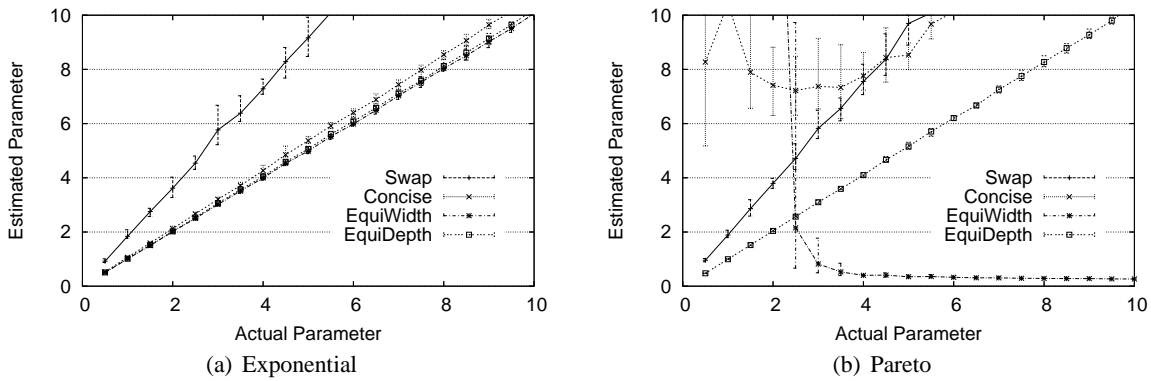 10
8
6
4
2
0
Estimated Parameter
Swap
Concise
EquiWidth
EquiDepth
0 2 4 6 8 10
Actual Parameter
(a) Exponential
10
8
6
4
2
0
Estimated Parameter
Swap
Concise
EquiWidth
EquiDepth
0 2 4 6 8 10
Actual Parameter
(b) Pareto